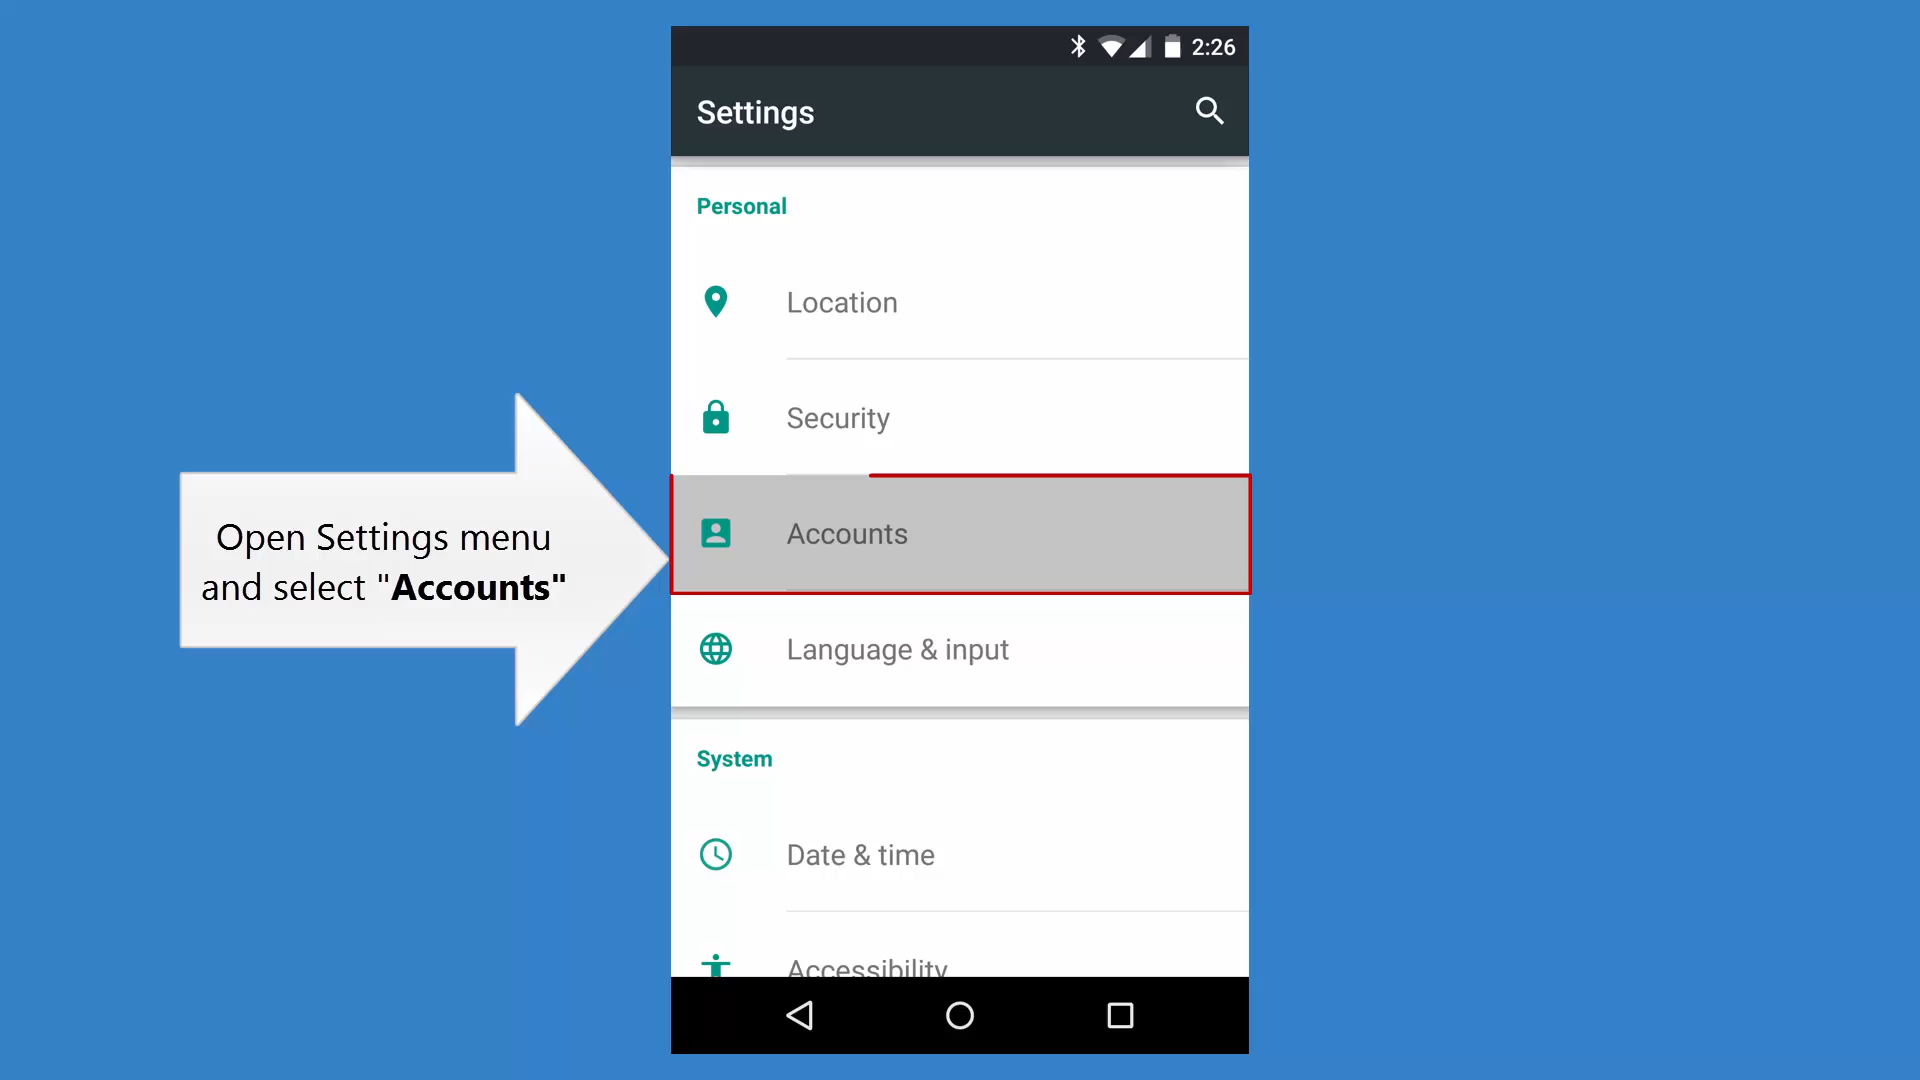 2:26
Settings
Personal
Location
Security
Accounts
Open Settings menu
and select "Accounts"
Language & input
System
Date & time
Accessibility